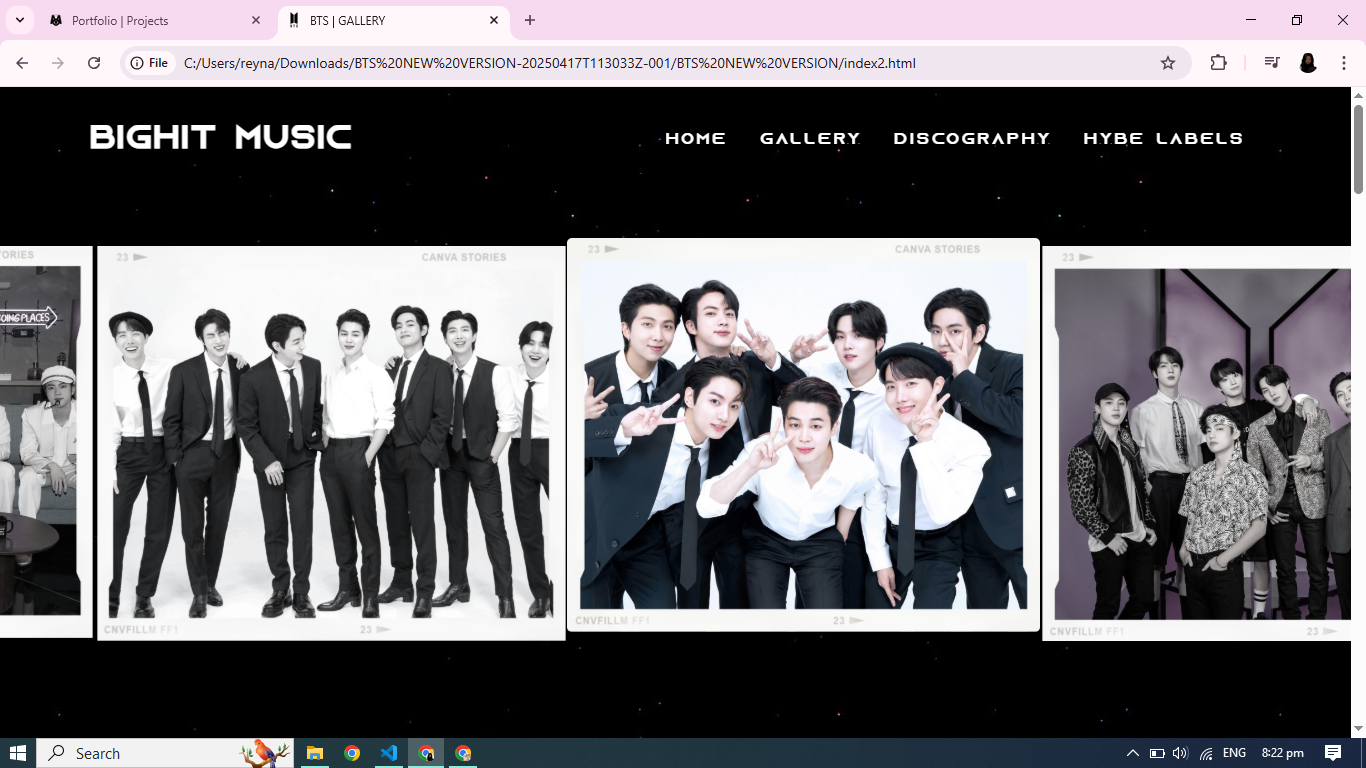 Portfolio | Projects
BTS | GALLERY
File
C:/Users/reyna/Downloads/BTS%20NEW%20VERSION-20250417T113033Z-001/BTS%20NEW%20VERSION/index2.html
BIGHIT MUSIC
HOME GALLERY DISCOGRAPHY HYBE LABELS
TORIES
23 CANVA STORIES
23 CANVA STORIES
23
GOING PLACES
CNVFILLM FF1 23
CNVFILLM FF1 23
CNVFILLM FF1 23
Search
ENG 8:22 pm